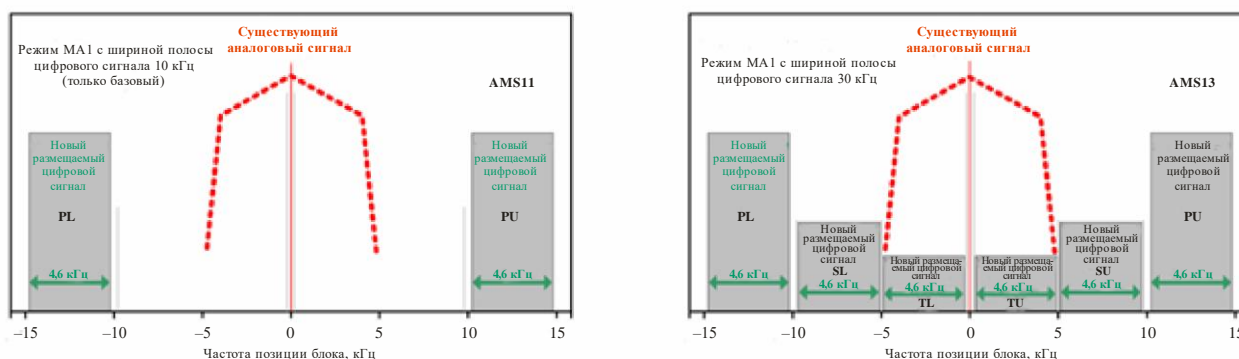 Существующий
аналоговый сигнал
Режим MA1 с шириной полосы
цифрового сигнала 10 кГц
(только базовый)
AMS11
Новый
размещаемый
цифровой
сигнал
PL
4,6 кГц
Новый
размещаемый
цифровой
сигнал
PU
4,6 кГц
–15
–10
–5
0
5
10
15
Частота позиции блока, кГц
Существующий
аналоговый сигнал
Режим MA1 с шириной полосы
цифрового сигнала 30 кГц
AMS13
Новый
размещаемый
цифровой
сигнал
PL
4,6 кГц
Новый
размещаемый
цифровой
сигнал
SL
4,6 кГц
Новый размеща-
емый цифровой
сигнал
4,6 кГц
TL
Новый размеща-
емый цифровой
сигнал
4,6 кГц
TU
Новый
размещаемый
цифровой
сигнал
SU
4,6 кГц
Новый
размещаемый
цифровой
сигнал
PU
4,6 кГц
–15
–10
–5
0
5
10
15
Частота позиции блока, кГц